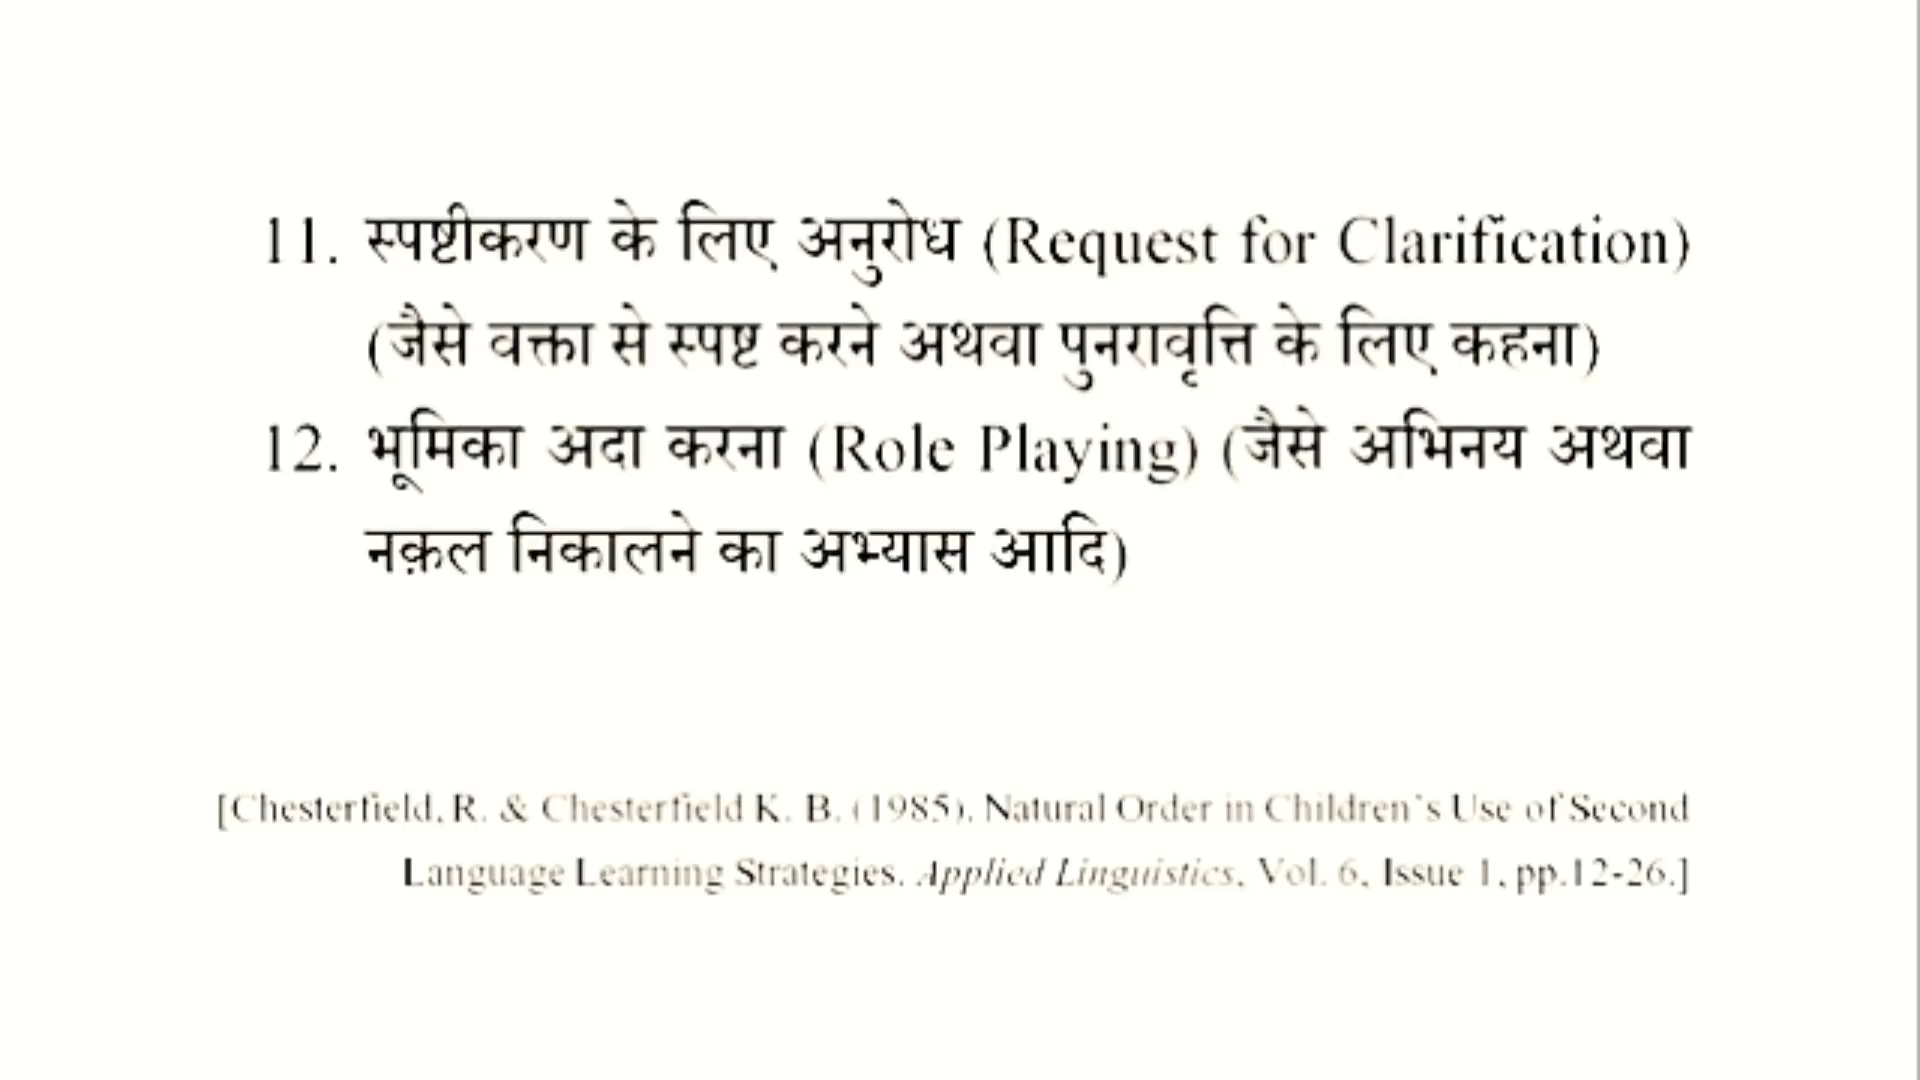 11. स्पष्टीकरण के लिए अनुरोध (Request for Clarification)
(जैसे वक्ता से स्पष्ट करने अथवा पुनरावृत्ति के लिए कहना)
12. भूमिका अदा करना (Role Playing) (जैसे अभिनय अथवा
नक़ल निकालने का अभ्यास आदि)
[Chesterfield, R. & Chesterfield K. B. (1985). Natural Order in Children's Use of Second
Language Learning Strategies. Applied Linguistics, Vol. 6, Issue 1, pp.12-26.]